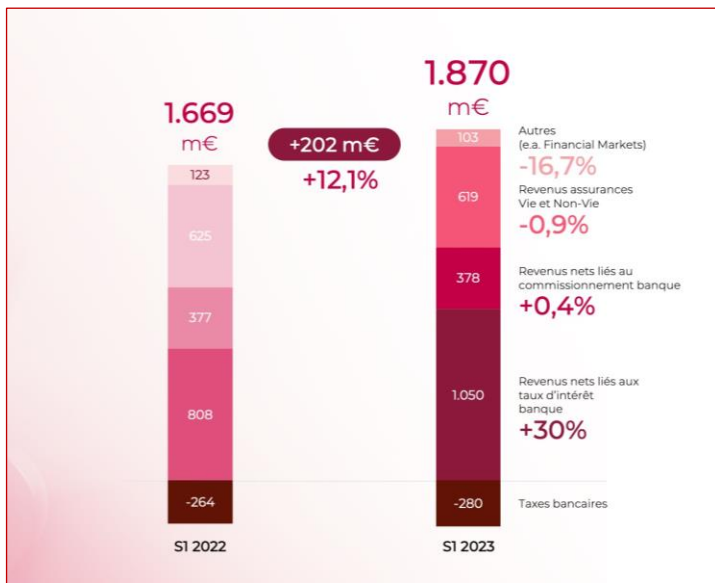 1.669
m€
123
625
377
808
-264
S1 2022
+202 m€
+12,1%
1.870
m€
103
619
378
1.050
-280
S1 2023
Autres
(e.a. Financial Markets)
-16,7%
Revenus assurances
Vie et Non-Vie
-0,9%
Revenus nets liés au
commissionnement banque
+0,4%
Revenus nets liés aux
taux d'intérêt
banque
+30%
Taxes bancaires